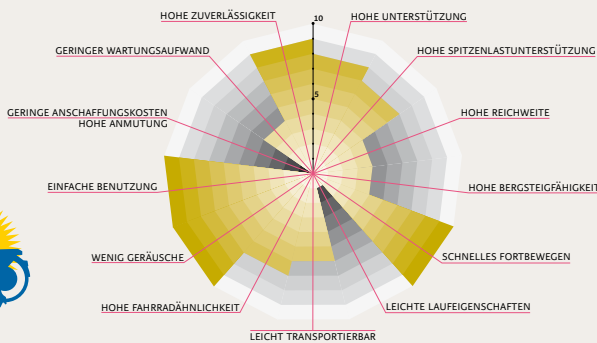 HOHE ZUVERLÄSSIGKEIT
10
HOHE UNTERSTÜTZUNG
GERINGER WARTUNGSAUFWAND
HOHE SPITZENLASTUNTERSTÜTZUNG
5
GERINGE ANSCHAFFUNGSKOSTEN
HOHE REICHWEITE
HOHE ANMUTUNG
EINFACHE BENUTZUNG
HOHE BERGSTEIGFÄHIGKEIT
WENIG GERÄUSCHE
SCHNELLES FORTBEWEGEN
HOHE FAHRRADÄHNLICHKEIT
LEICHTE LAUFEIGENSCHAFTEN
LEICHT TRANSPORTIERBAR